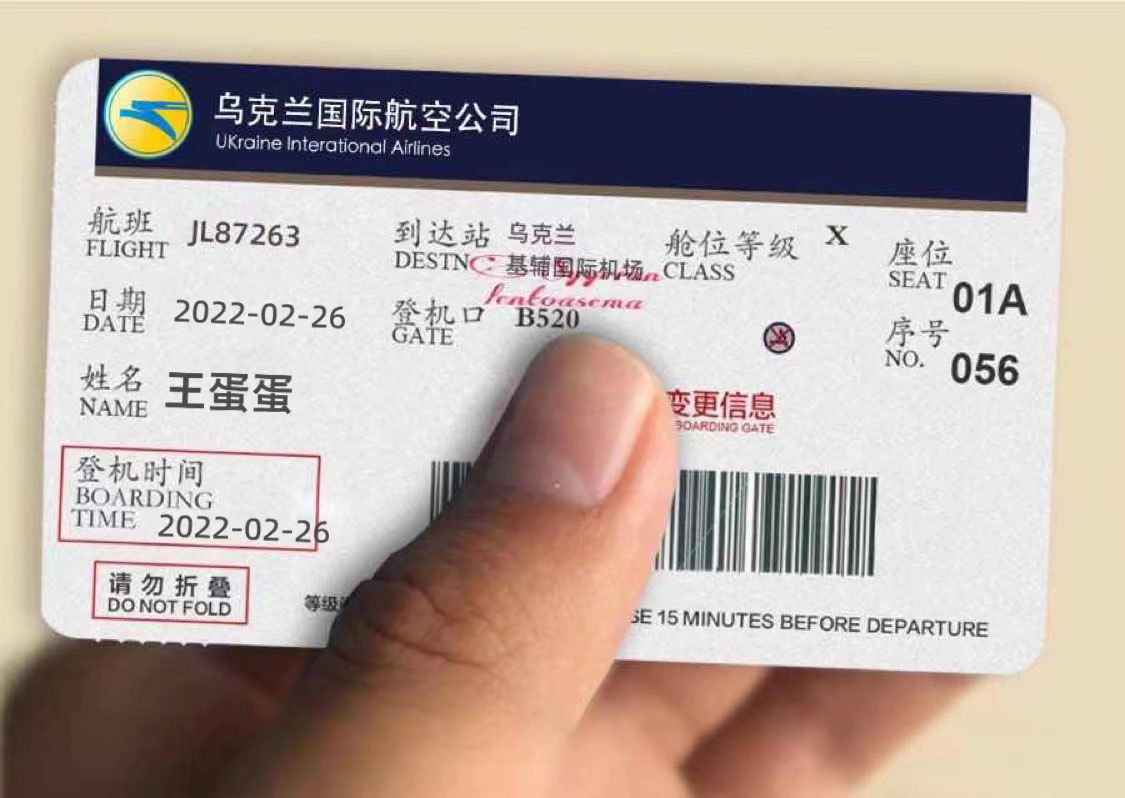 乌克兰国际航空公司
UKraine Interational Airlines
航班 JL87263
FLIGHT
到达站 乌克兰
DESTN 基辅国际机场
舱位等级 X
CLASS
座位
SEAT 01A
日期 2022-02-26
DATE
登机口 B520
GATE
序号
NO. 056
姓名 王蛋蛋
NAME
变更信息
BOARDING GATE
登机时间
BOARDING
TIME 2022-02-26
请勿折叠
DO NOT FOLD
等级
SE 15 MINUTES BEFORE DEPARTURE